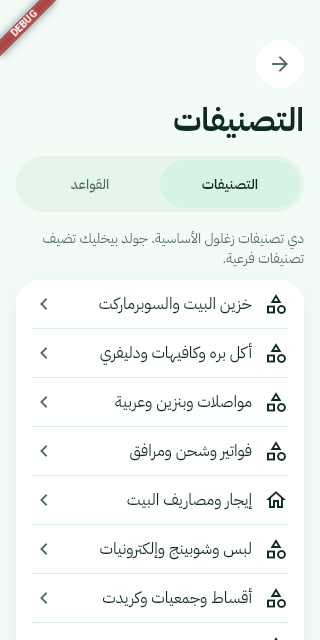 DEBUG
التصنيفات
التصنيفات
القواعد
دي تصنيفات زغلول الأساسية. جولد بيخليك تضيف
تصنيفات فرعية.
خزين البيت والسوبرماركت
أكل بره وكافيهات ودليفري
مواصلات وبنزين وعربية
فواتير وشحن ومرافق
إيجار ومصاريف البيت
لبس وشوبينج وإلكترونيات
أقساط وجمعيات وكريدت